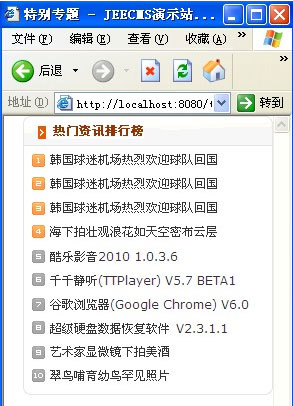 特别专题 - JEECMS演示站...
文件(F) 编辑(E) 查看(V) 收藏(A) »
后退
地址(D) http://localhost:8080/t 转到
热门资讯排行榜
1 韩国球迷机场热烈欢迎球队回国
2 韩国球迷机场热烈欢迎球队回国
3 韩国球迷机场热烈欢迎球队回国
4 海下拍壮观浪花如天空密布云层
5 酷乐影音2010 1.0.3.6
6 千千静听(TTPlayer) V5.7 BETA1
7 谷歌浏览器(Google Chrome) V6.0
8 超级硬盘数据恢复软件 V2.3.1.1
9 艺术家显微镜下拍美酒
10 翠鸟哺育幼鸟罕见照片